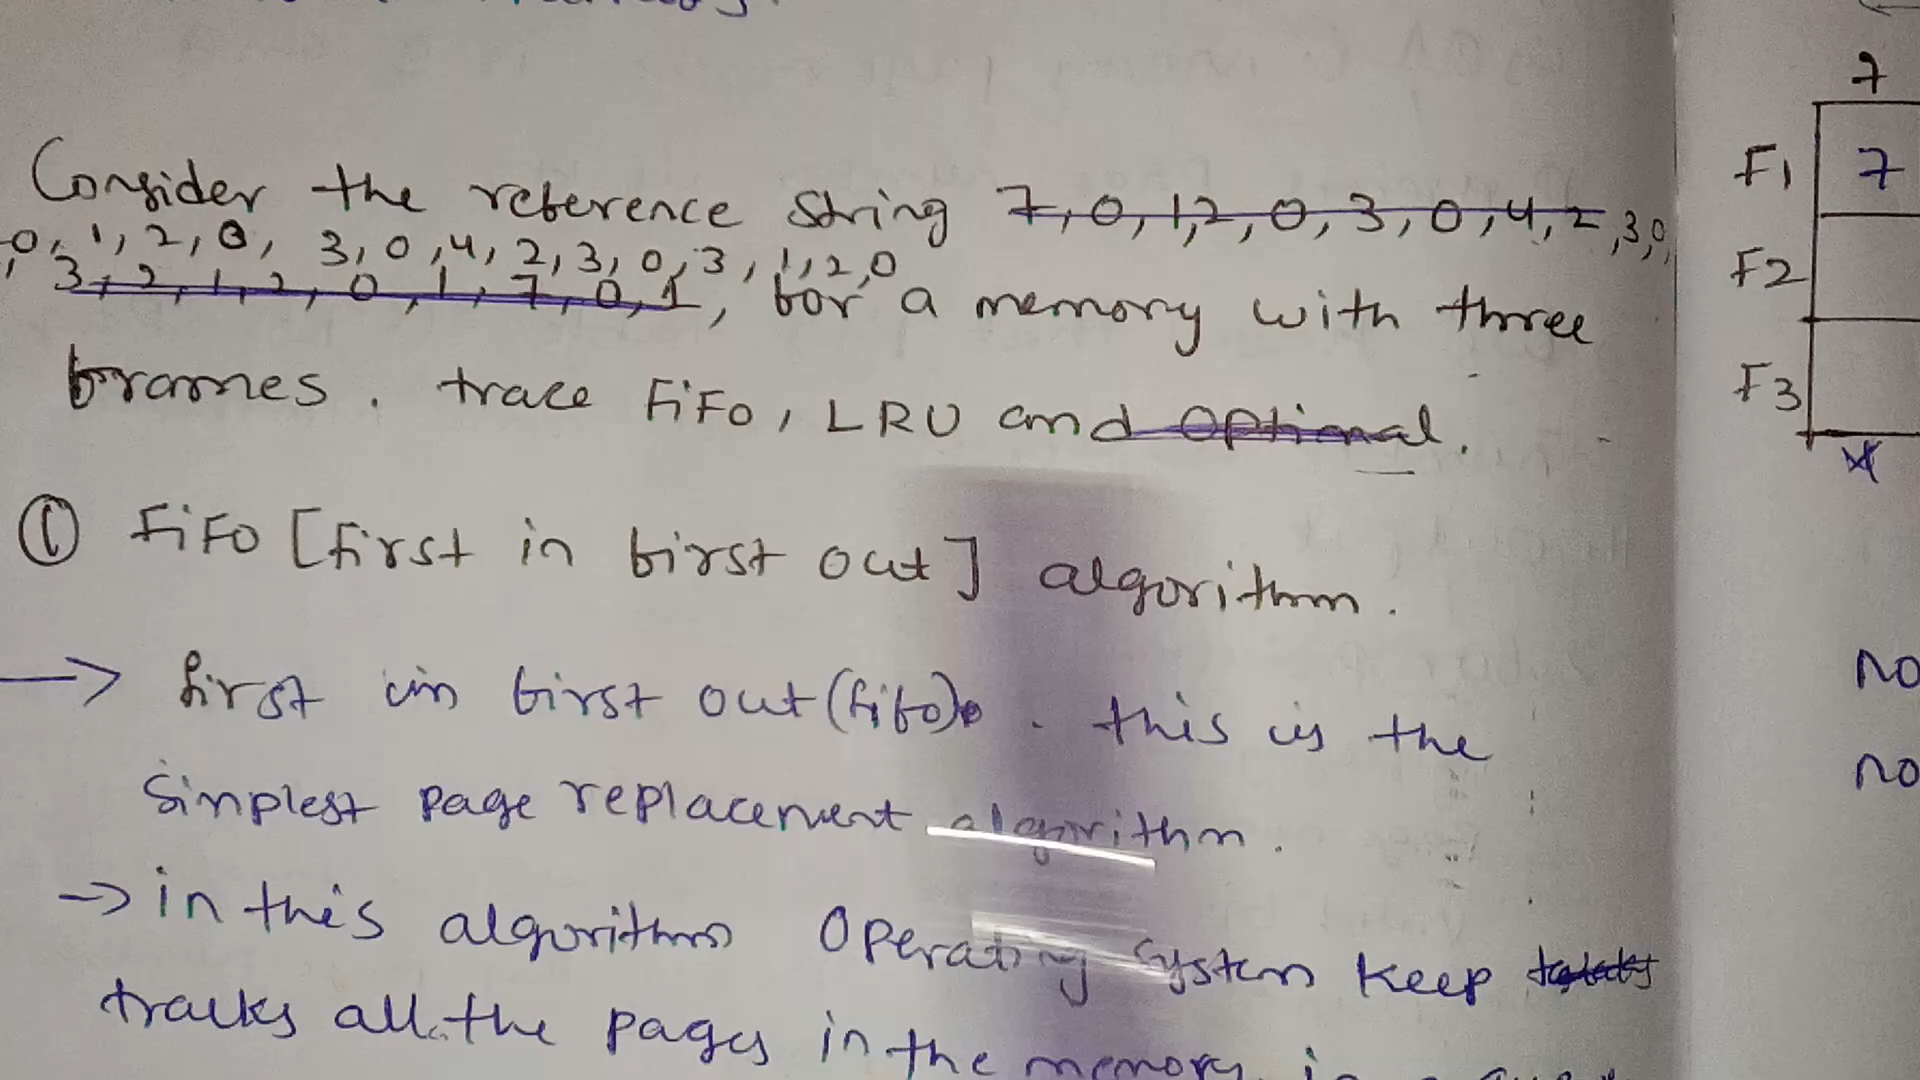 Consider the reference string 7, 0, 1, 2, 0, 3, 0, 4, 2, 3, 0,
0, 1, 2, 0, 3, 0, 4, 2, 3, 0, 3, 1, 2, 0
3, 2, 1, 2, 0, 1, 7, 0, 1, for a memory with three
frames. trace FiFo, LRU and optimal.
① FiFo [first in first out] algorithm.
→ first in first out (fifo). this is the
simplest page replacement algorithm.
→ in this algorithm Operating system keep
tracks all the pages in the memory in a
7
F1 7
F2
F3
no
no